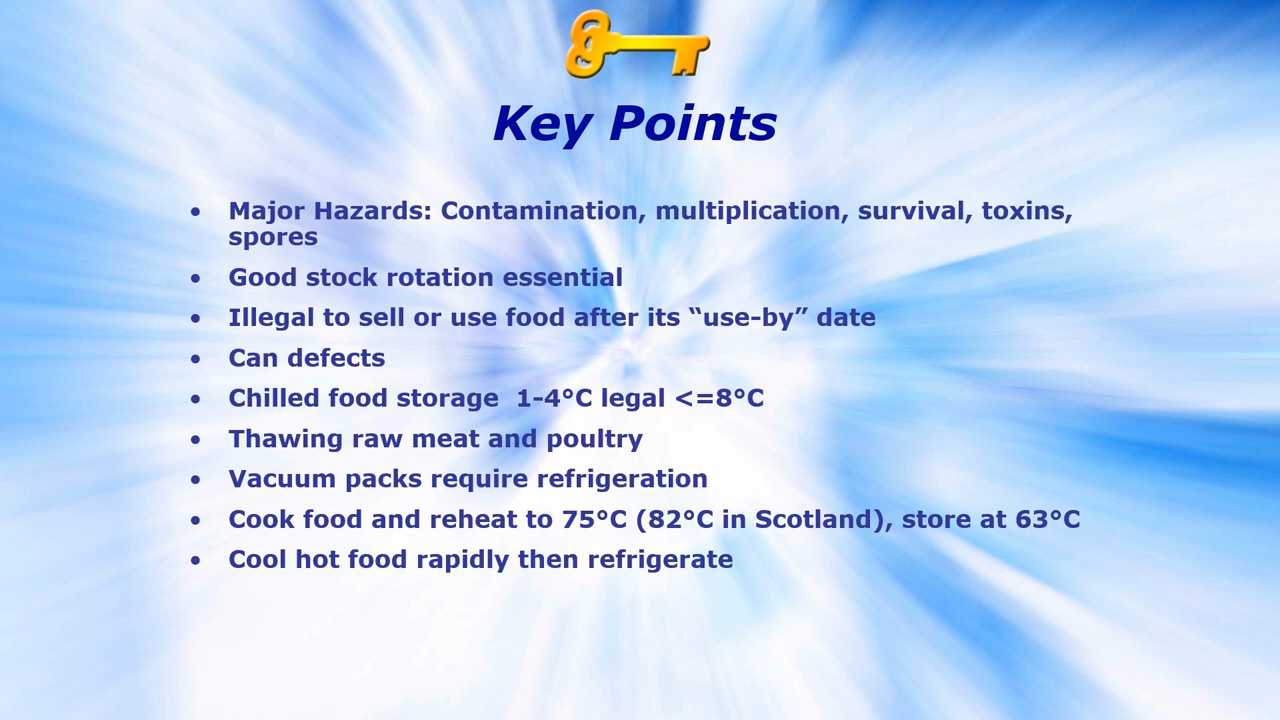 Key Points
• Major Hazards: Contamination, multiplication, survival, toxins,
spores
• Good stock rotation essential
• Illegal to sell or use food after its “use-by” date
• Can defects
• Chilled food storage  1-4°C legal <=8°C
• Thawing raw meat and poultry
• Vacuum packs require refrigeration
• Cook food and reheat to 75°C (82°C in Scotland), store at 63°C
• Cool hot food rapidly then refrigerate